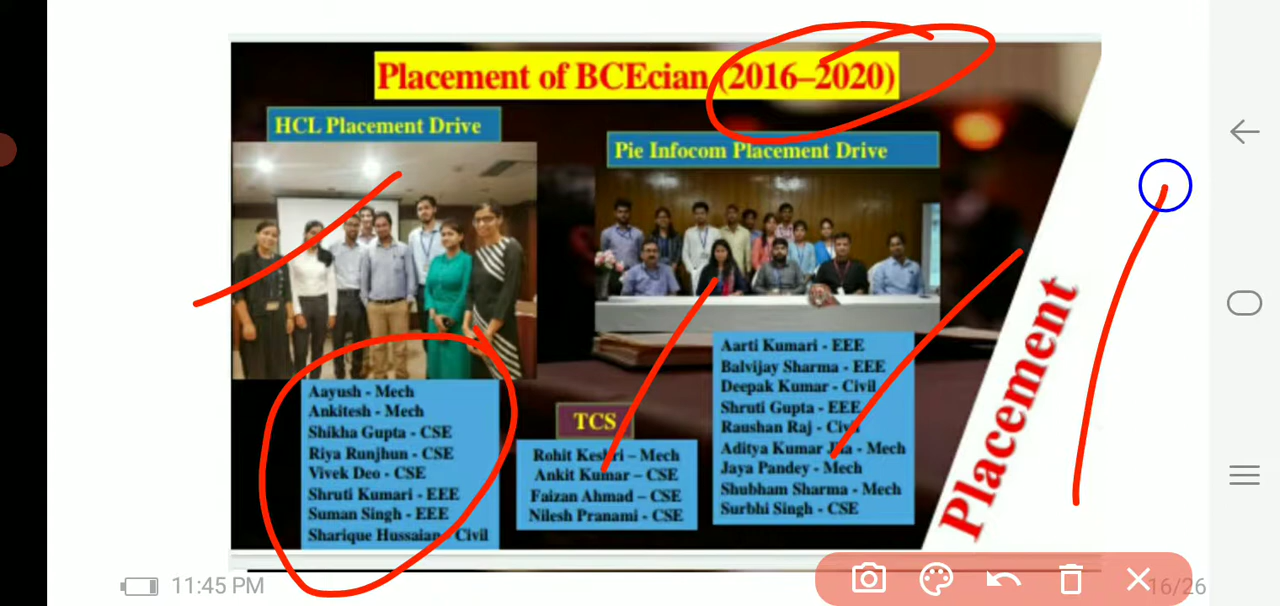 Placement of BCEcian (2016–2020)
HCL Placement Drive
Pie Infocom Placement Drive
Aayush - Mech
Ankitesh - Mech
Shikha Gupta - CSE
Riya Runjhun - CSE
Vivek Deo - CSE
Shruti Kumari - EEE
Suman Singh - EEE
Sharique Hussaian - Civil
TCS
Rohit Keshri – Mech
Ankit Kumar – CSE
Faizan Ahmad – CSE
Nilesh Pranami - CSE
Aarti Kumari - EEE
Balvijay Sharma - EEE
Deepak Kumar - Civil
Shruti Gupta - EEE
Raushan Raj - Civil
Aditya Kumar Jha - Mech
Jaya Pandey - Mech
Shubham Sharma - Mech
Surbhi Singh - CSE
Placement
11:45 PM
16/26